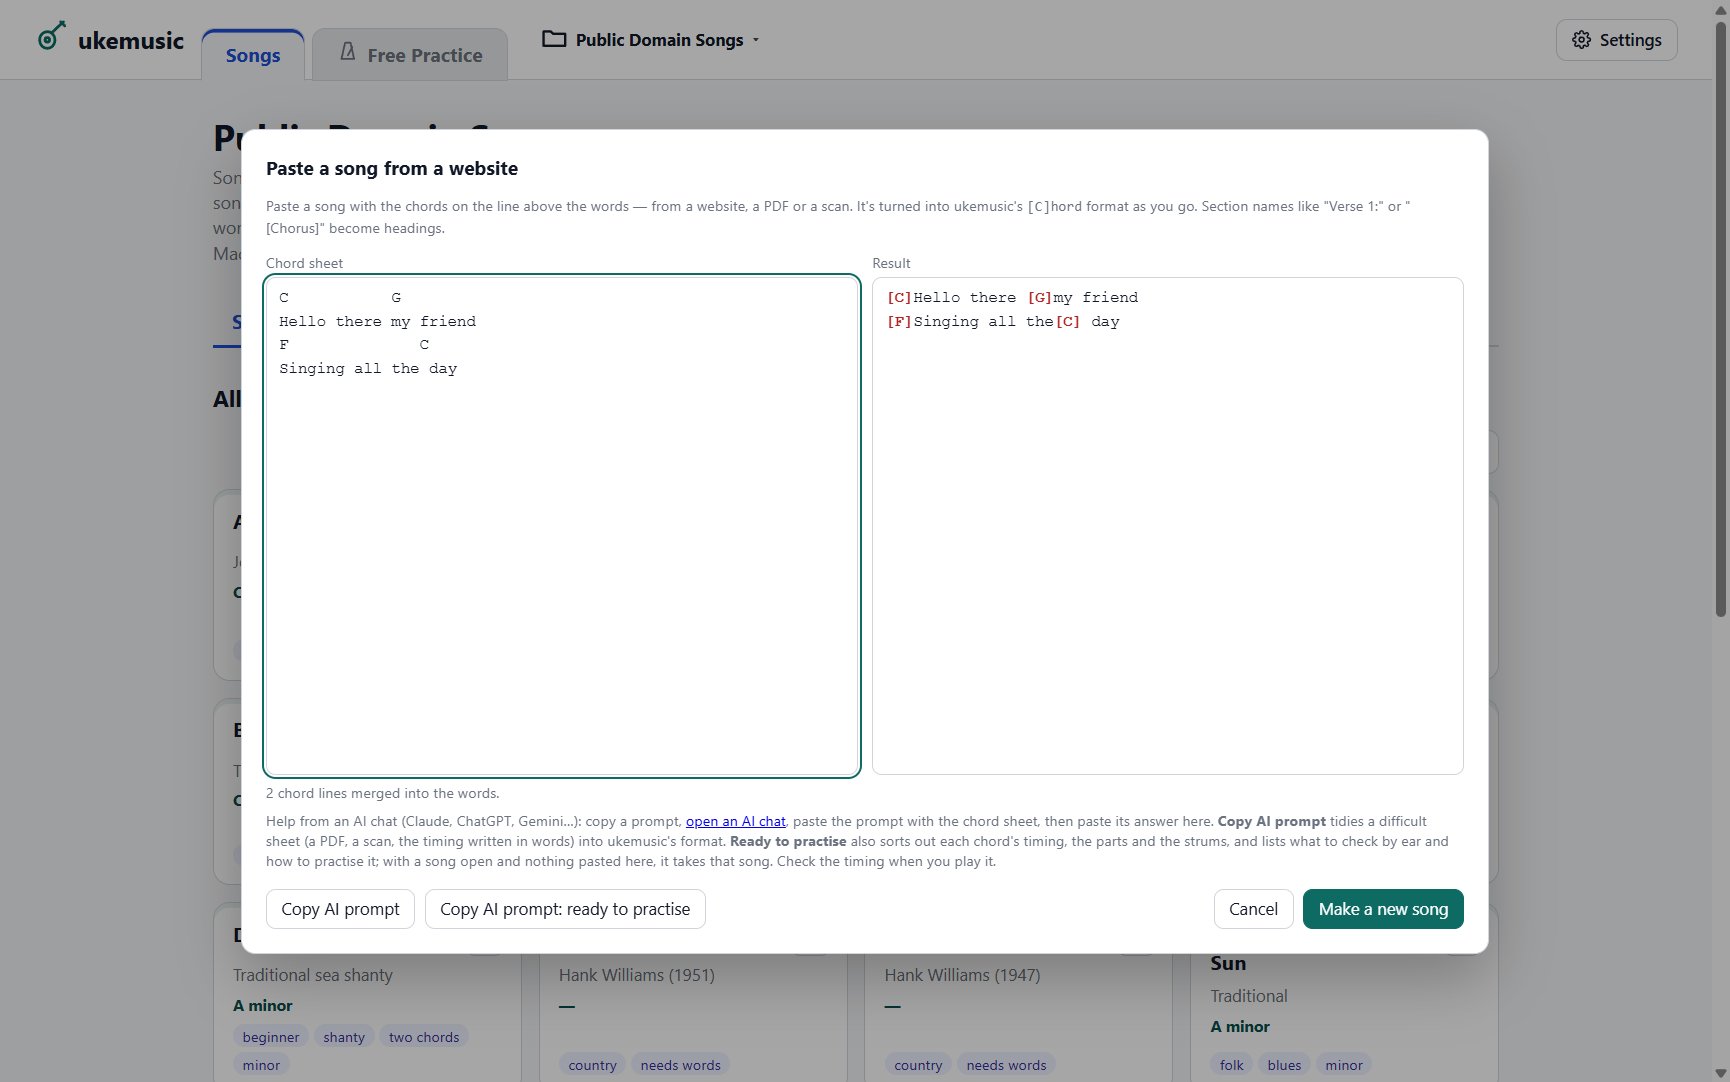 ukemusic
Songs
Free Practice
Public Domain Songs
Settings
Paste a song from a website
Paste a song with the chords on the line above the words — from a website, a PDF or a scan. It's turned into ukemusic's [C]hord format as you go. Section names like "Verse 1:" or "
[Chorus]" become headings.
Chord sheet
Result
C           G
Hello there my friend
F              C
Singing all the day
[C]Hello there [G]my friend
[F]Singing all the[C] day
2 chord lines merged into the words.
Help from an AI chat (Claude, ChatGPT, Gemini...): copy a prompt, open an AI chat, paste the prompt with the chord sheet, then paste its answer here. Copy AI prompt tidies a difficult
sheet (a PDF, a scan, the timing written in words) into ukemusic's format. Ready to practise also sorts out each chord's timing, the parts and the strums, and lists what to check by ear and
how to practise it; with a song open and nothing pasted here, it takes that song. Check the timing when you play it.
Copy AI prompt
Copy AI prompt: ready to practise
Cancel
Make a new song
All
Traditional sea shanty
A minor
beginner
shanty
two chords
minor
Hank Williams (1951)
—
country
needs words
Hank Williams (1947)
—
country
needs words
Sun
Traditional
A minor
folk
blues
minor